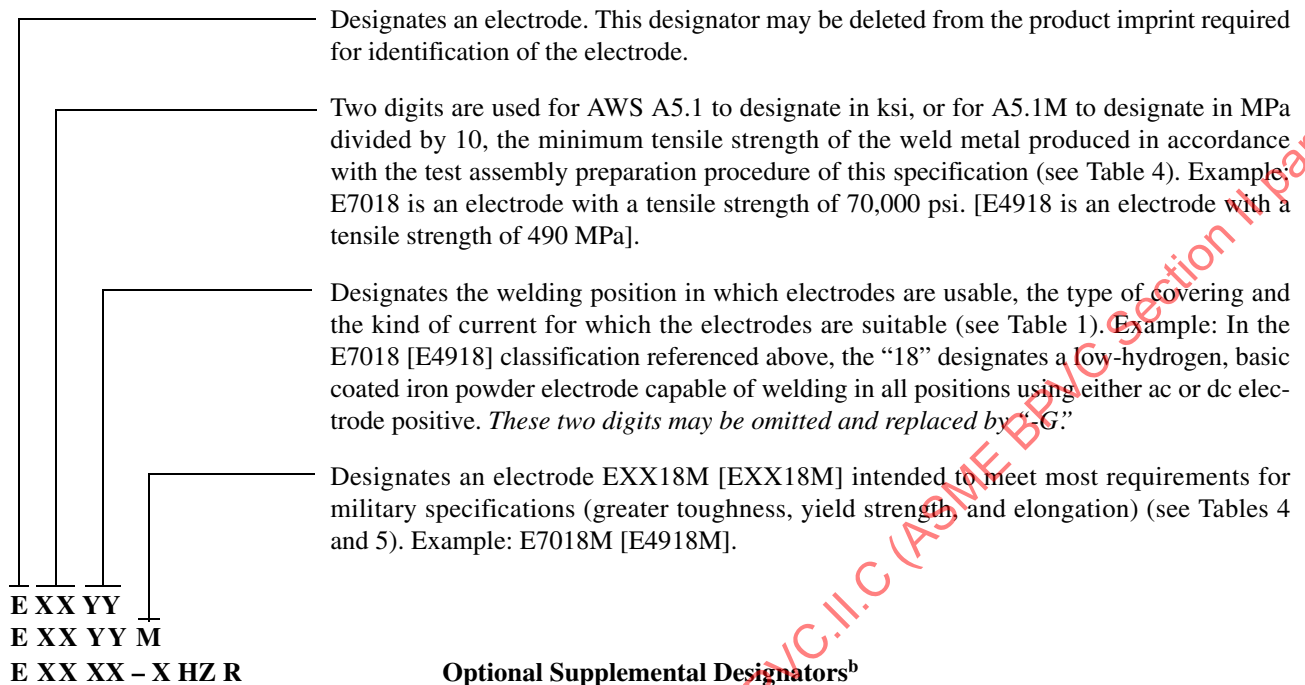 Designates an electrode. This designator may be deleted from the product imprint required
for identification of the electrode.
Two digits are used for AWS A5.1 to designate in ksi, or for A5.1M to designate in MPa
divided by 10, the minimum tensile strength of the weld metal produced in accordance
with the test assembly preparation procedure of this specification (see Table 4). Example:
E7018 is an electrode with a tensile strength of 70,000 psi. [E4918 is an electrode with a
tensile strength of 490 MPa].
Designates the welding position in which electrodes are usable, the type of covering and
the kind of current for which the electrodes are suitable (see Table 1). Example: In the
E7018 [E4918] classification referenced above, the “18” designates a low-hydrogen, basic
coated iron powder electrode capable of welding in all positions using either ac or dc elec-
trode positive. These two digits may be omitted and replaced by “-G.”
Designates an electrode EXX18M [EXX18M] intended to meet most requirements for
military specifications (greater toughness, yield strength, and elongation) (see Tables 4
and 5). Example: E7018M [E4918M].
E XX YY
E XX YY M
E XX XX – X HZ R
Optional Supplemental Designatorsᵇ
PVC.II.C (ASME BPVC Section II par